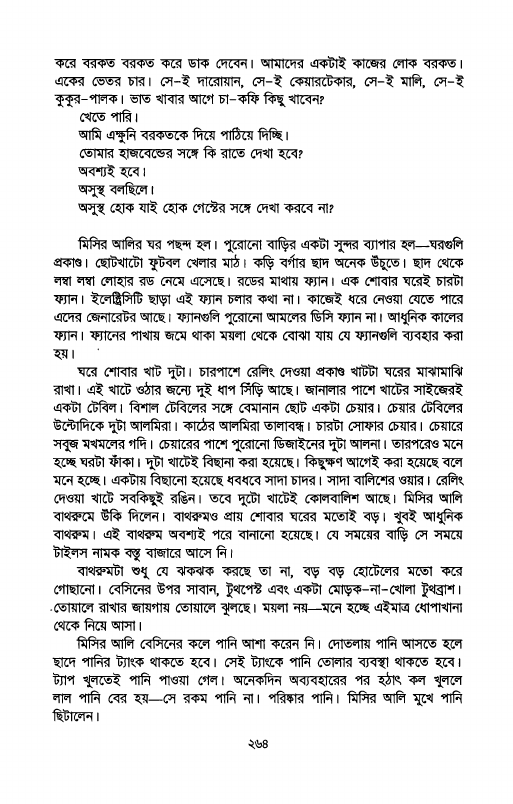 করে বরকত বরকত করে ডাক দেবেন। আমাদের একটাই কাজের লোক বরকত।
একের ভেতর চার। সে-ই দারোয়ান, সে-ই কেয়ারটেকার, সে-ই মালি, সে-ই
কুকুর-পালক। ভাত খাবার আগে চা-কফি কিছু খাবেন?
খেতে পারি।
আমি এক্ষুনি বরকতকে দিয়ে পাঠিয়ে দিচ্ছি।
তোমার হাজবেন্ডের সঙ্গে কি রাতে দেখা হবে?
অবশ্যই হবে।
অসুস্থ বলছিলে।
অসুস্থ হোক যাই হোক গেস্টের সঙ্গে দেখা করবে না?
মিসির আলির ঘর পছন্দ হল। পুরোনো বাড়ির একটা সুন্দর ব্যাপার হল—ঘরগুলি
প্রকাণ্ড। ছোটখাটো ফুটবল খেলার মাঠ। কড়ি বর্গার ছাদ অনেক উঁচুতে। ছাদ থেকে
লম্বা লম্বা লোহার রড নেমে এসেছে। রডের মাথায় ফ্যান। এক শোবার ঘরেই চারটা
ফ্যান। ইলেক্ট্রিসিটি ছাড়া এই ফ্যান চলার কথা না। কাজেই ধরে নেওয়া যেতে পারে
এদের জেনারেটর আছে। ফ্যানগুলি পুরোনো আমলের ডিসি ফ্যান না। আধুনিক কালের
ফ্যান। ফ্যানের পাখায় জমে থাকা ময়লা থেকে বোঝা যায় যে ফ্যানগুলি ব্যবহার করা
হয়।
ঘরে শোবার খাট দুটা। চারপাশে রেলিং দেওয়া প্রকাণ্ড খাটটা ঘরের মাঝামাঝি
রাখা। এই খাটে ওঠার জন্যে দুই ধাপ সিঁড়ি আছে। জানালার পাশে খাটের সাইজেরই
একটা টেবিল। বিশাল টেবিলের সঙ্গে বেমানান ছোট একটা চেয়ার। চেয়ার টেবিলের
উল্টোদিকে দুটা আলমিরা। কাঠের আলমিরা তালাবন্ধ। চারটা সোফার চেয়ার। চেয়ারে
সবুজ মখমলের গদি। চেয়ারের পাশে পুরোনো ডিজাইনের দুটা আলনা। তারপরেও মনে
হচ্ছে ঘরটা ফাঁকা। দুটা খাটেই বিছানা করা হয়েছে। কিছুক্ষণ আগেই করা হয়েছে বলে
মনে হচ্ছে। একটায় বিছানো হয়েছে ধবধবে সাদা চাদর। সাদা বালিশের ওয়ার। রেলিং
দেওয়া খাটে সবকিছুই রঙিন। তবে দুটো খাটেই কোলবালিশ আছে। মিসির আলি
বাথরুমে উঁকি দিলেন। বাথরুমও প্রায় শোবার ঘরের মতোই বড়। খুবই আধুনিক
বাথরুম। এই বাথরুম অবশ্যই পরে বানানো হয়েছে। যে সময়ের বাড়ি সে সময়ে
টাইলস নামক বস্তু বাজারে আসে নি।
বাথরুমটা শুধু যে ঝকঝক করছে তা না, বড় বড় হোটেলের মতো করে
গোছানো। বেসিনের উপর সাবান, টুথপেস্ট এবং একটা মোড়ক-না-খোলা টুথব্রাশ।
তোয়ালে রাখার জায়গায় তোয়ালে ঝুলছে। ময়লা নয়—মনে হচ্ছে এইমাত্র ধোপাখানা
থেকে নিয়ে আসা।
মিসির আলি বেসিনের কলে পানি আশা করেন নি। দোতলায় পানি আসতে হলে
ছাদে পানির ট্যাংক থাকতে হবে। সেই ট্যাংকে পানি তোলার ব্যবস্থা থাকতে হবে।
ট্যাপ খুলতেই পানি পাওয়া গেল। অনেকদিন অব্যবহারের পর হঠাৎ কল খুললে
লাল পানি বের হয়—সে রকম পানি না। পরিষ্কার পানি। মিসির আলি মুখে পানি
ছিটালেন।
২৬৪